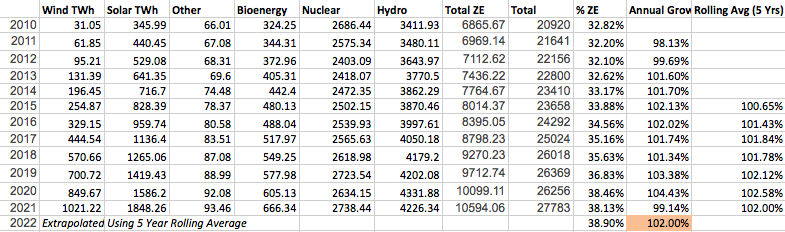 Wind TWh Solar TWh Other Bioenergy Nuclear Hydro Total ZE Total % ZE Annual Grow Rolling Avg (5 Yrs)
2010 31.05 345.99 66.01 324.25 2686.44 3411.93 6865.67 20920 32.82%
2011 61.85 440.45 67.08 344.31 2575.34 3480.11 6969.14 21641 32.20% 98.13%
2012 95.21 529.08 68.31 372.96 2403.09 3643.97 7112.62 22156 32.10% 99.69%
2013 131.39 641.35 69.6 405.31 2418.07 3770.5 7436.22 22800 32.62% 101.60%
2014 196.45 716.7 74.48 442.4 2472.35 3862.29 7764.67 23410 33.17% 101.70%
2015 254.87 828.39 78.37 480.13 2502.15 3870.46 8014.37 23658 33.88% 102.13% 100.65%
2016 329.15 959.74 80.58 488.04 2539.93 3997.61 8395.05 24292 34.56% 102.02% 101.43%
2017 444.54 1136.4 83.51 517.97 2565.63 4050.18 8798.23 25024 35.16% 101.74% 101.84%
2018 570.66 1265.06 87.08 549.25 2618.98 4179.2 9270.23 26018 35.63% 101.34% 101.78%
2019 700.72 1419.43 88.99 577.98 2723.54 4202.08 9712.74 26369 36.83% 103.38% 102.12%
2020 849.67 1586.2 92.08 605.13 2634.15 4331.88 10099.11 26256 38.46% 104.43% 102.58%
2021 1021.22 1848.26 93.46 666.34 2738.44 4226.34 10594.06 27783 38.13% 99.14% 102.00%
2022 Extrapolated Using 5 Year Rolling Average 38.90% 102.00%